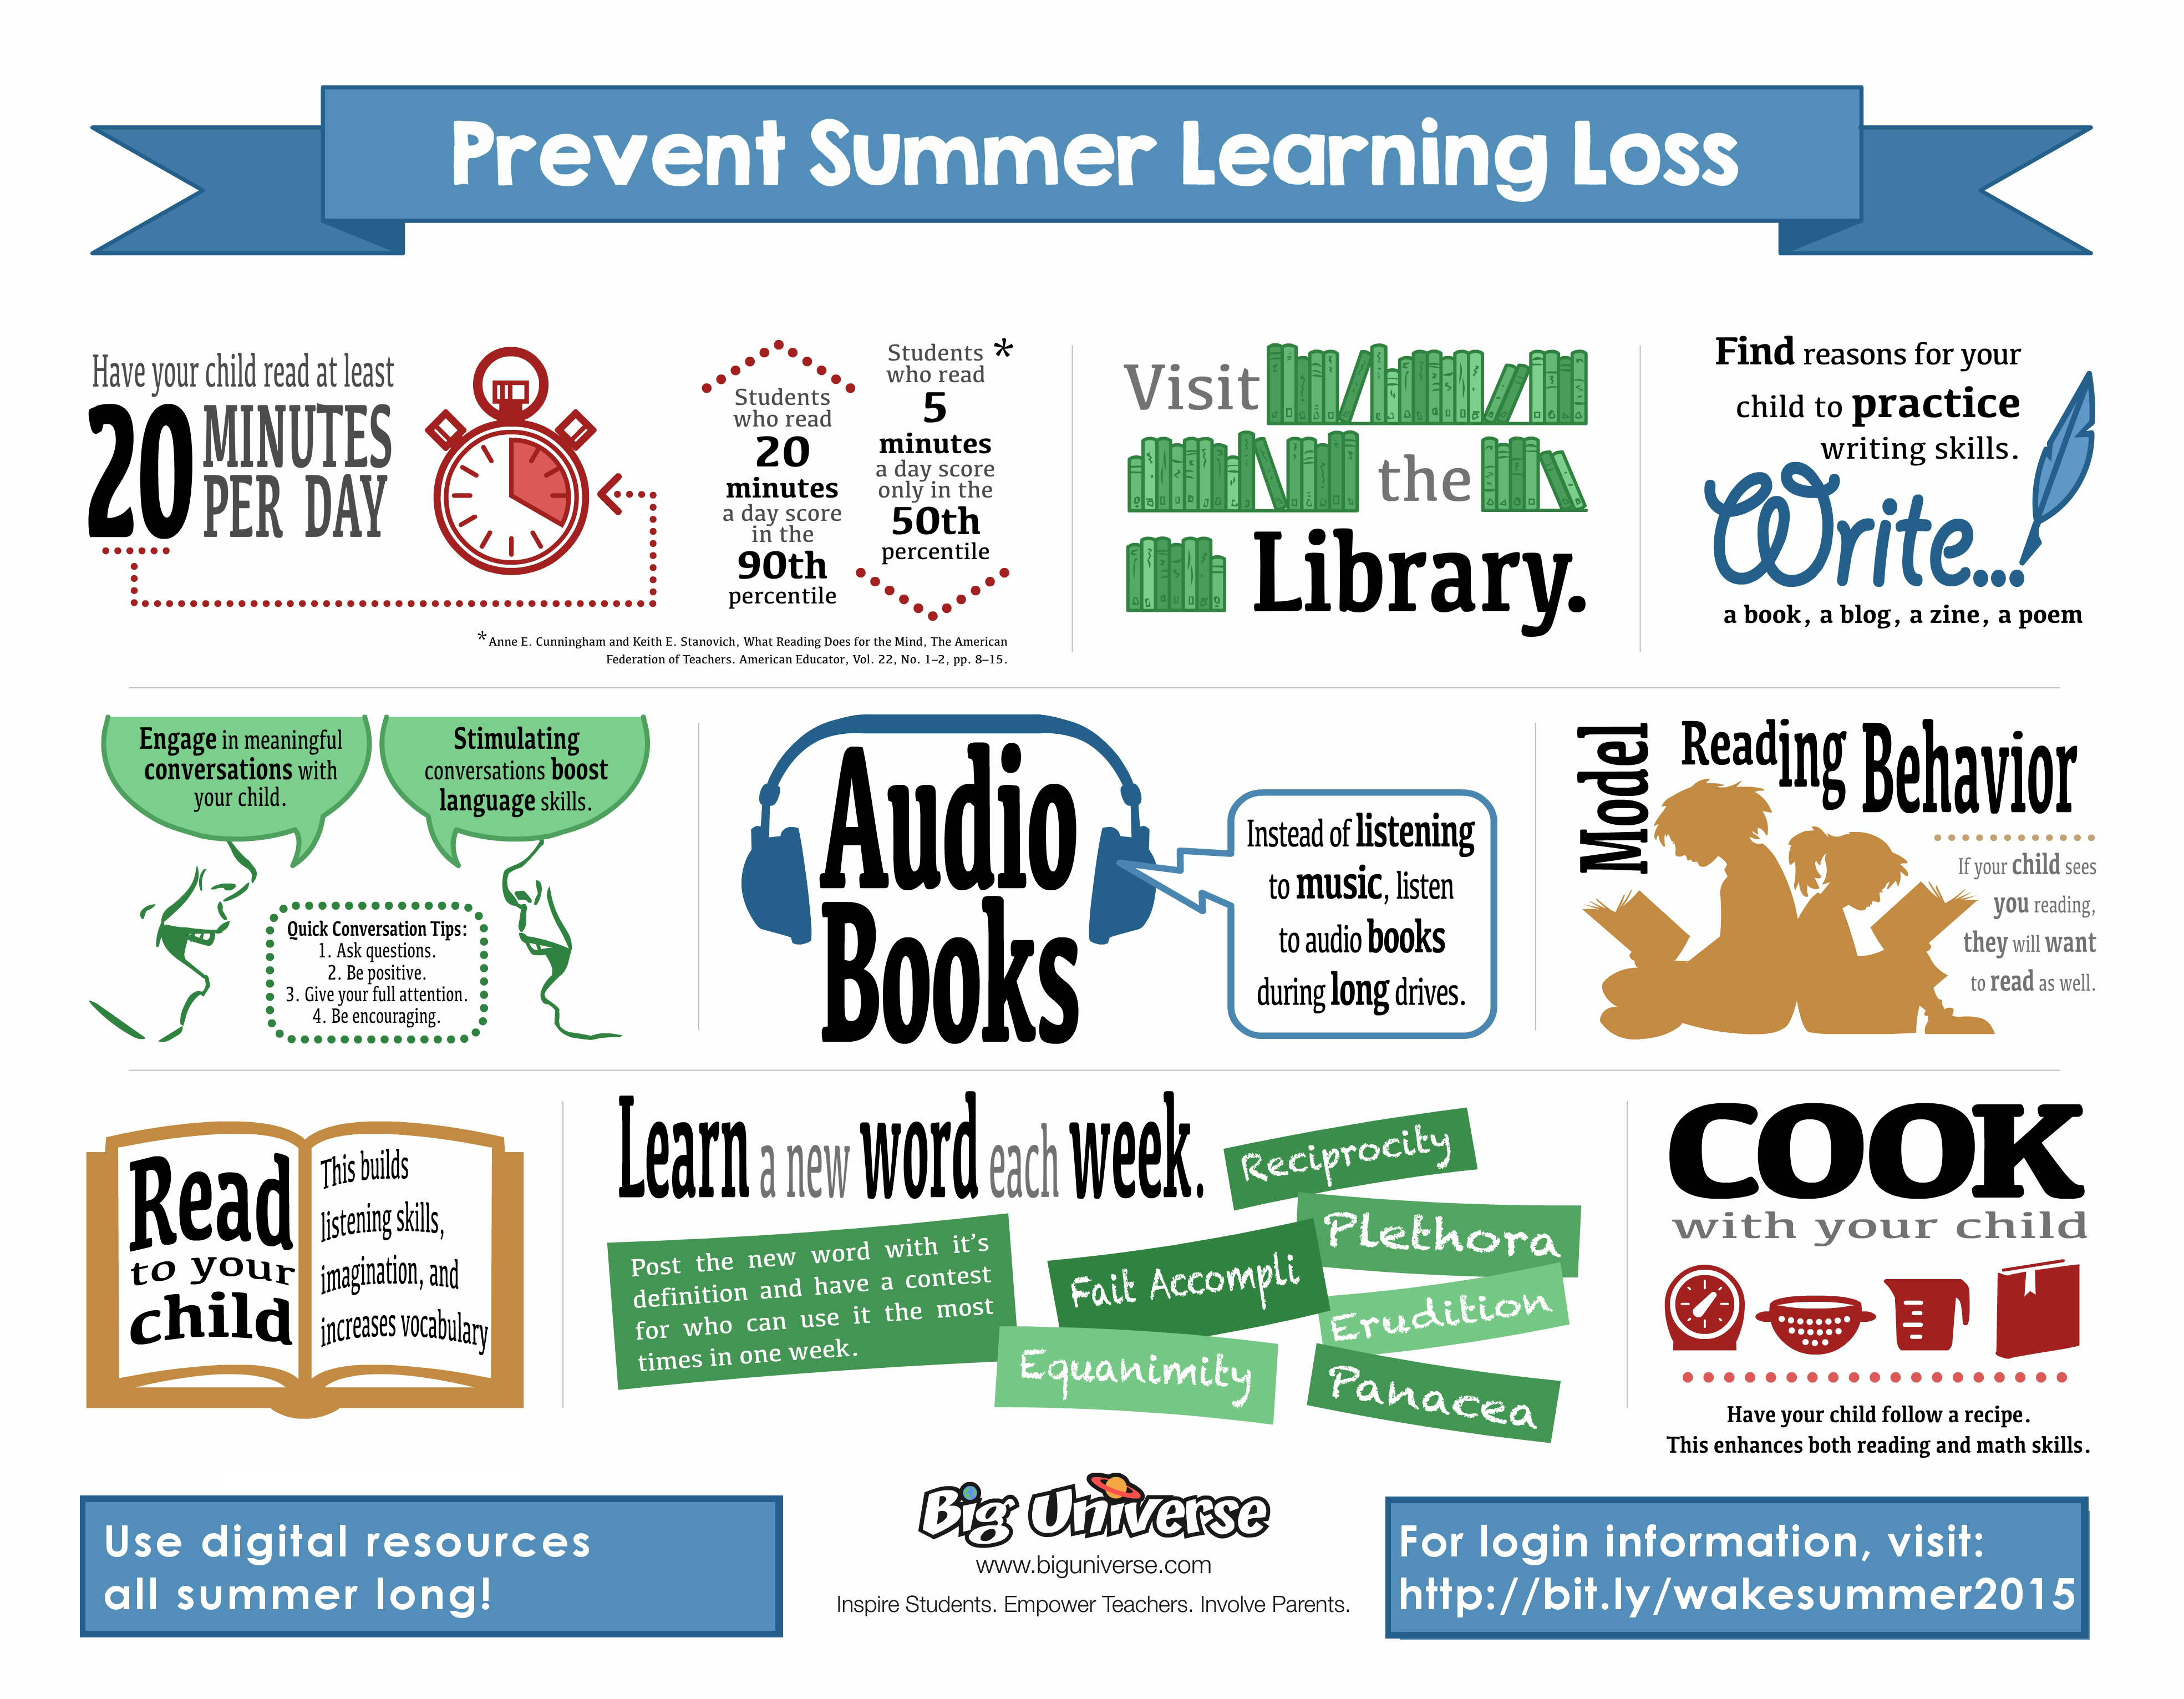 Prevent Summer Learning Loss
Have your child read at least
20 MINUTES
PER DAY
Students
who read
20
minutes
a day score
in the
90th
percentile
Students *
who read
5
minutes
a day score
only in the
50th
percentile
*Anne E. Cunningham and Keith E. Stanovich, What Reading Does for the Mind, The American
Federation of Teachers. American Educator, Vol. 22, No. 1–2, pp. 8–15.
Visit
the
Library.
Find reasons for your
child to practice
writing skills.
Write...
a book, a blog, a zine, a poem
Engage in meaningful
conversations with
your child.
Stimulating
conversations boost
language skills.
Quick Conversation Tips:
1. Ask questions.
2. Be positive.
3. Give your full attention.
4. Be encouraging.
Audio
Books
Instead of listening
to music, listen
to audio books
during long drives.
Model Reading Behavior
If your child sees
you reading,
they will want
to read as well.
Read
to your
child
This builds
listening skills,
imagination, and
increases vocabulary
Learn a new word each week.
Post the new word with it's
definition and have a contest
for who can use it the most
times in one week.
Reciprocity
Plethora
Fait Accompli
Erudition
Equanimity
Panacea
COOK
with your child
Have your child follow a recipe.
This enhances both reading and math skills.
Use digital resources
all summer long!
Big Universe
www.biguniverse.com
Inspire Students. Empower Teachers. Involve Parents.
For login information, visit:
http://bit.ly/wakesummer2015